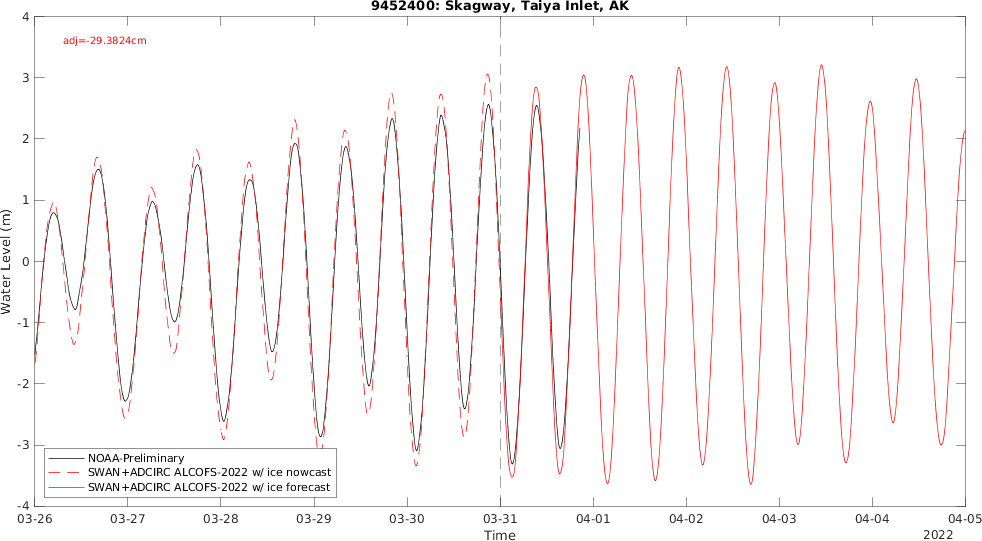 9452400: Skagway, Taiya Inlet, AK
adj=-29.3824cm
4
3
2
1
0
-1
-2
-3
-4
Water Level (m)
NOAA-Preliminary
SWAN+ADCIRC ALCOFS-2022 w/ ice nowcast
SWAN+ADCIRC ALCOFS-2022 w/ ice forecast
03-26 03-27 03-28 03-29 03-30 03-31 04-01 04-02 04-03 04-04 04-05
Time
2022